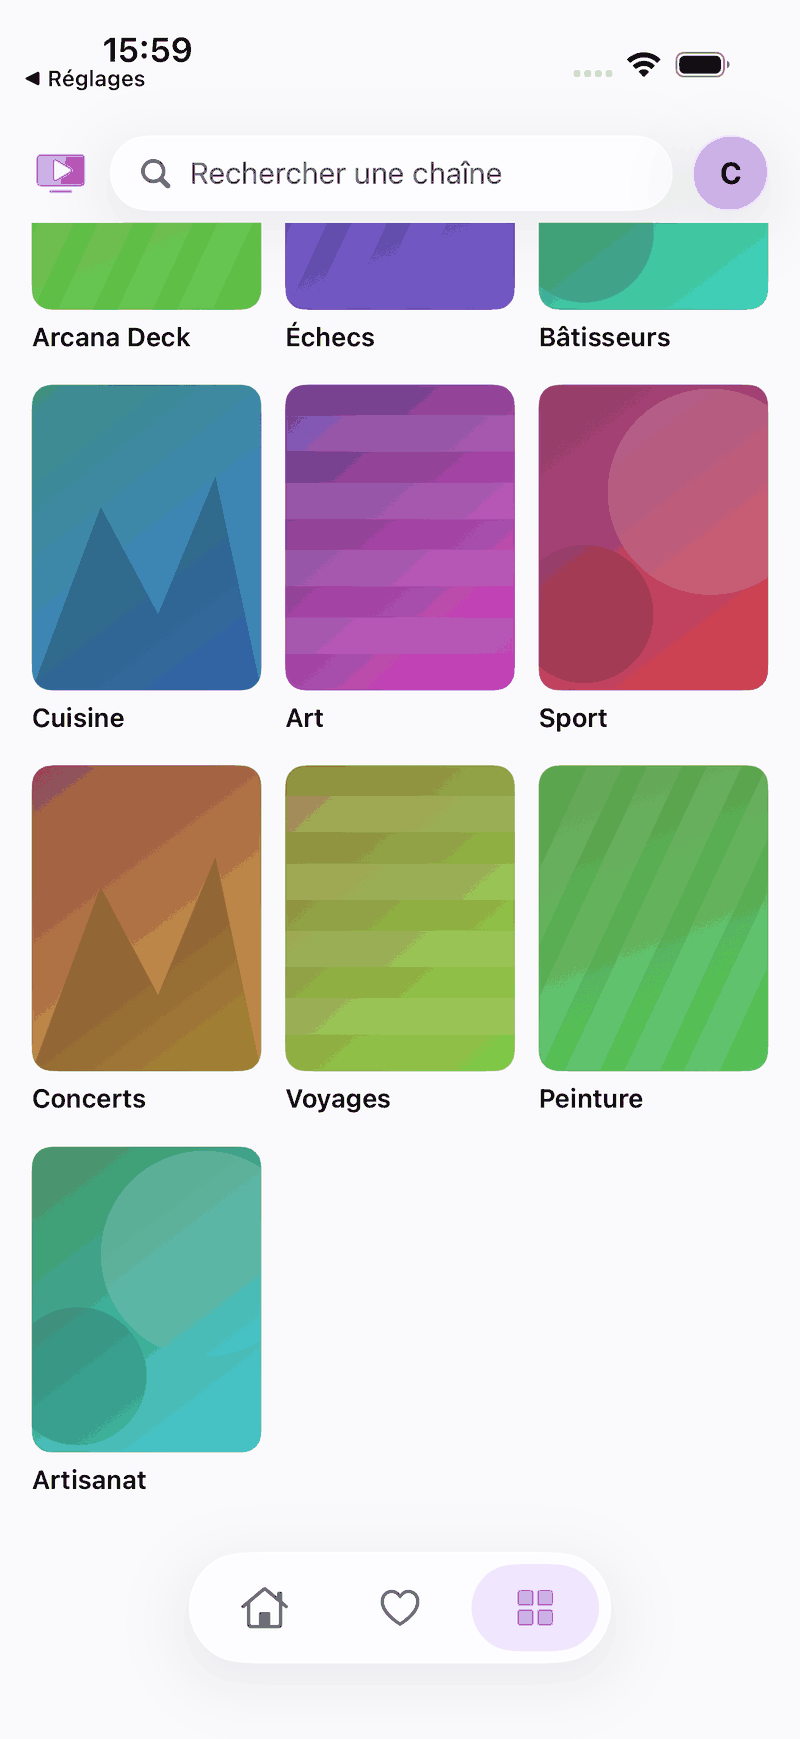 15:59
◀ Réglages
Rechercher une chaîne
C
Arcana Deck
Échecs
Bâtisseurs
Cuisine
Art
Sport
Concerts
Voyages
Peinture
Artisanat